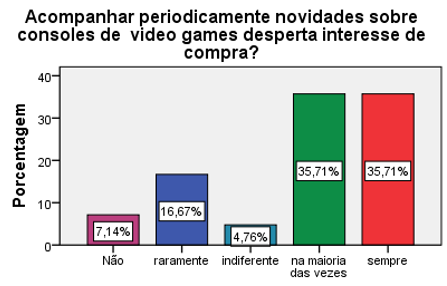 Acompanhar periodicamente novidades sobre
consoles de video games desperta interesse de
compra?
Porcentagem
40
30
20
10
0
7,14%
16,67%
4,76%
35,71%
35,71%
Não
raramente
indiferente
na maioria
das vezes
sempre